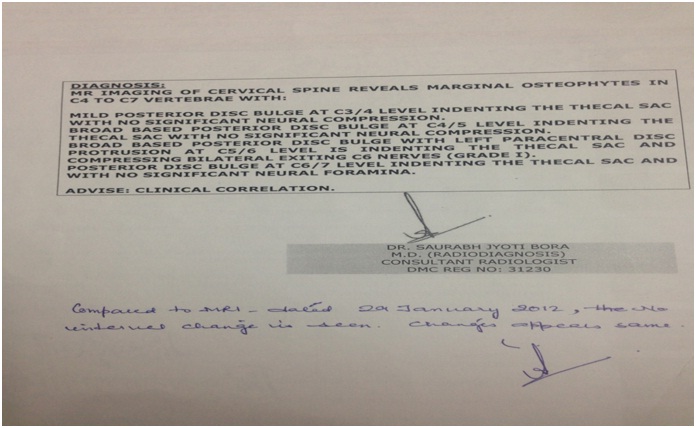 DIAGNOSIS:
MR IMAGING OF CERVICAL SPINE REVEALS MARGINAL OSTEOPHYTES IN
C4 TO C7 VERTEBRAE WITH:
MILD POSTERIOR DISC BULGE AT C3/4 LEVEL INDENTING THE THECAL SAC
WITH NO SIGNIFICANT NEURAL COMPRESSION.
BROAD BASED POSTERIOR DISC BULGE AT C4/5 LEVEL INDENTING THE
THECAL SAC WITH NO SIGNIFICANT NEURAL COMPRESSION.
BROAD BASED POSTERIOR DISC BULGE WITH LEFT PARACENTRAL DISC
PROTRUSION AT C5/6 LEVEL IS INDENTING THE THECAL SAC AND
COMPRESSING BILATERAL EXITING C6 NERVES (GRADE I).
POSTERIOR DISC BULGE AT C6/7 LEVEL INDENTING THE THECAL SAC AND
WITH NO SIGNIFICANT NEURAL FORAMINA.
ADVISE: CLINICAL CORRELATION.
DR. SAURABH JYOTI BORA
M.D. (RADIODIAGNOSIS)
CONSULTANT RADIOLOGIST
DMC REG NO: 31230
Compared to MRI - dated 29 January 2012, the No
internel change is seen. Changes appears same.